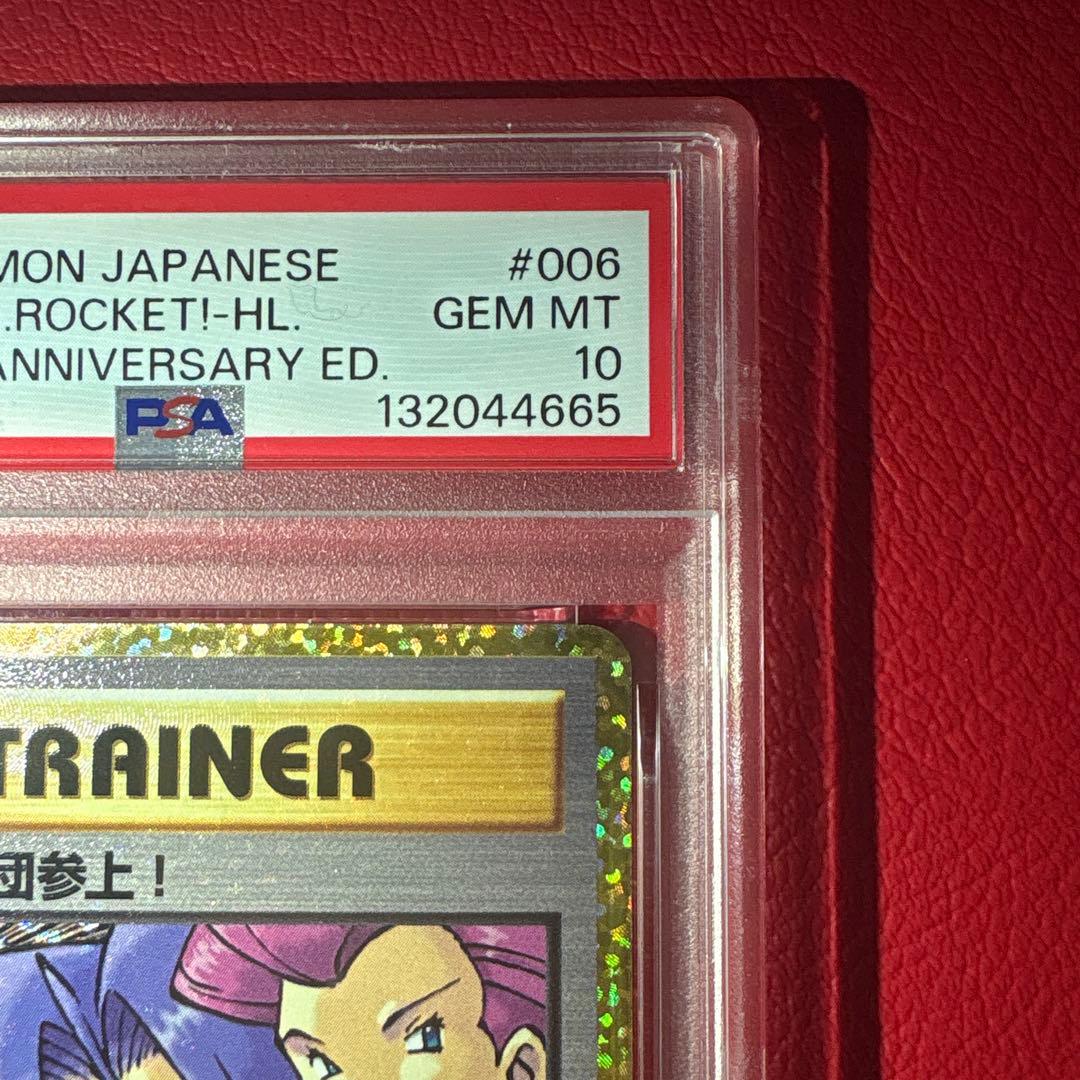 MON JAPANESE #006
.ROCKET!-HL. GEM MT
ANNIVERSARY ED. 10
PSA 132044665
TRAINER
団参上！